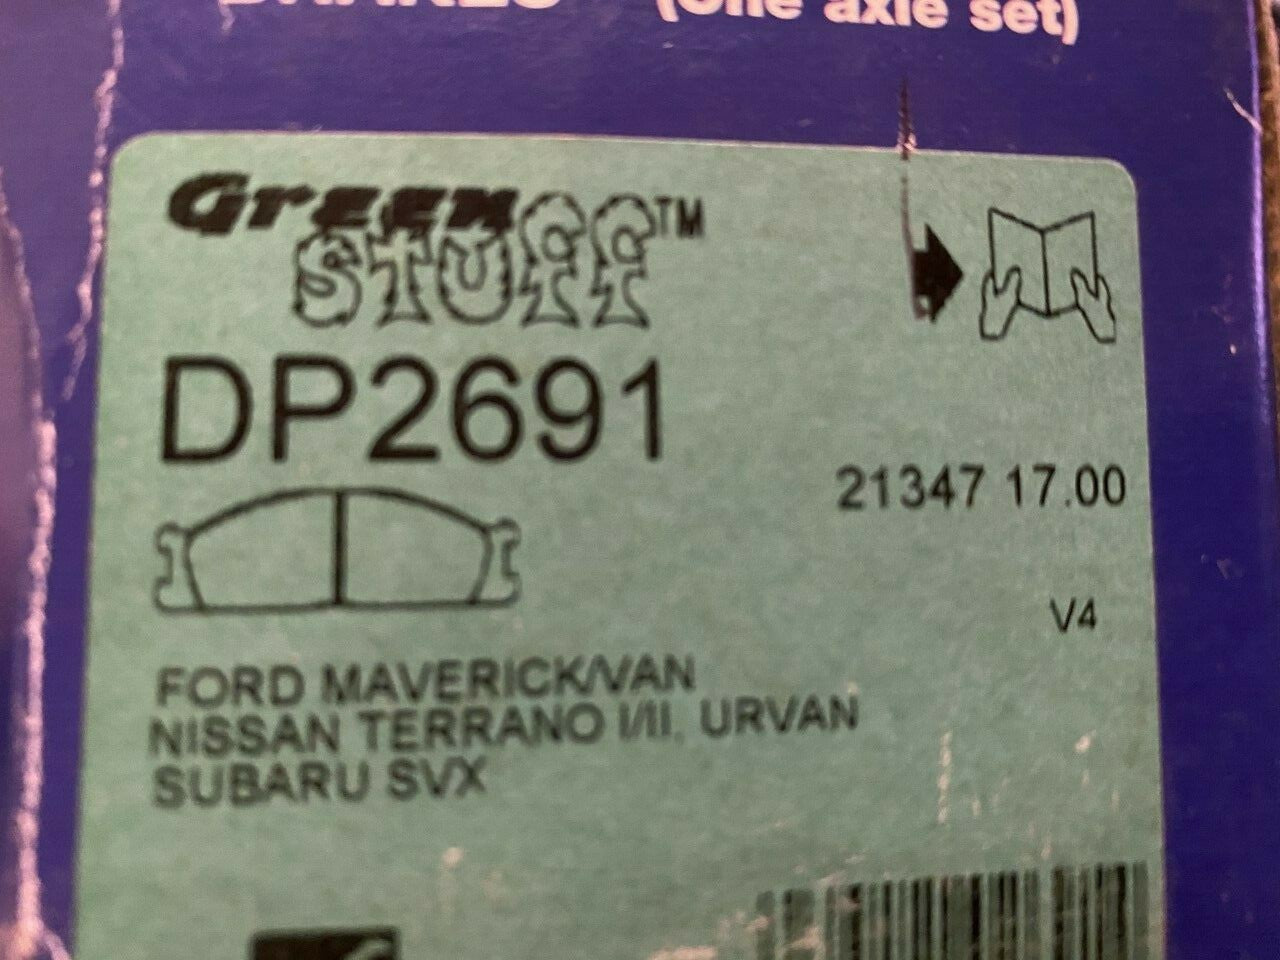 BRAKES (One axle set)
Green
STUFF™
DP2691
21347 17.00
V4
FORD MAVERICK/VAN
NISSAN TERRANO I/II, URVAN
SUBARU SVX